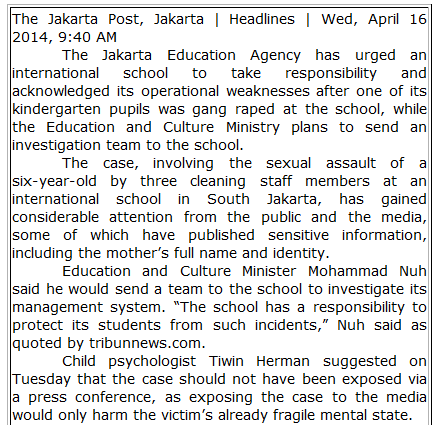 The Jakarta Post, Jakarta | Headlines | Wed, April 16
2014, 9:40 AM
The Jakarta Education Agency has urged an
international school to take responsibility and
acknowledged its operational weaknesses after one of its
kindergarten pupils was gang raped at the school, while
the Education and Culture Ministry plans to send an
investigation team to the school.
The case, involving the sexual assault of a
six-year-old by three cleaning staff members at an
international school in South Jakarta, has gained
considerable attention from the public and the media,
some of which have published sensitive information,
including the mother’s full name and identity.
Education and Culture Minister Mohammad Nuh
said he would send a team to the school to investigate its
management system. “The school has a responsibility to
protect its students from such incidents,” Nuh said as
quoted by tribunnews.com.
Child psychologist Tiwin Herman suggested on
Tuesday that the case should not have been exposed via
a press conference, as exposing the case to the media
would only harm the victim’s already fragile mental state.